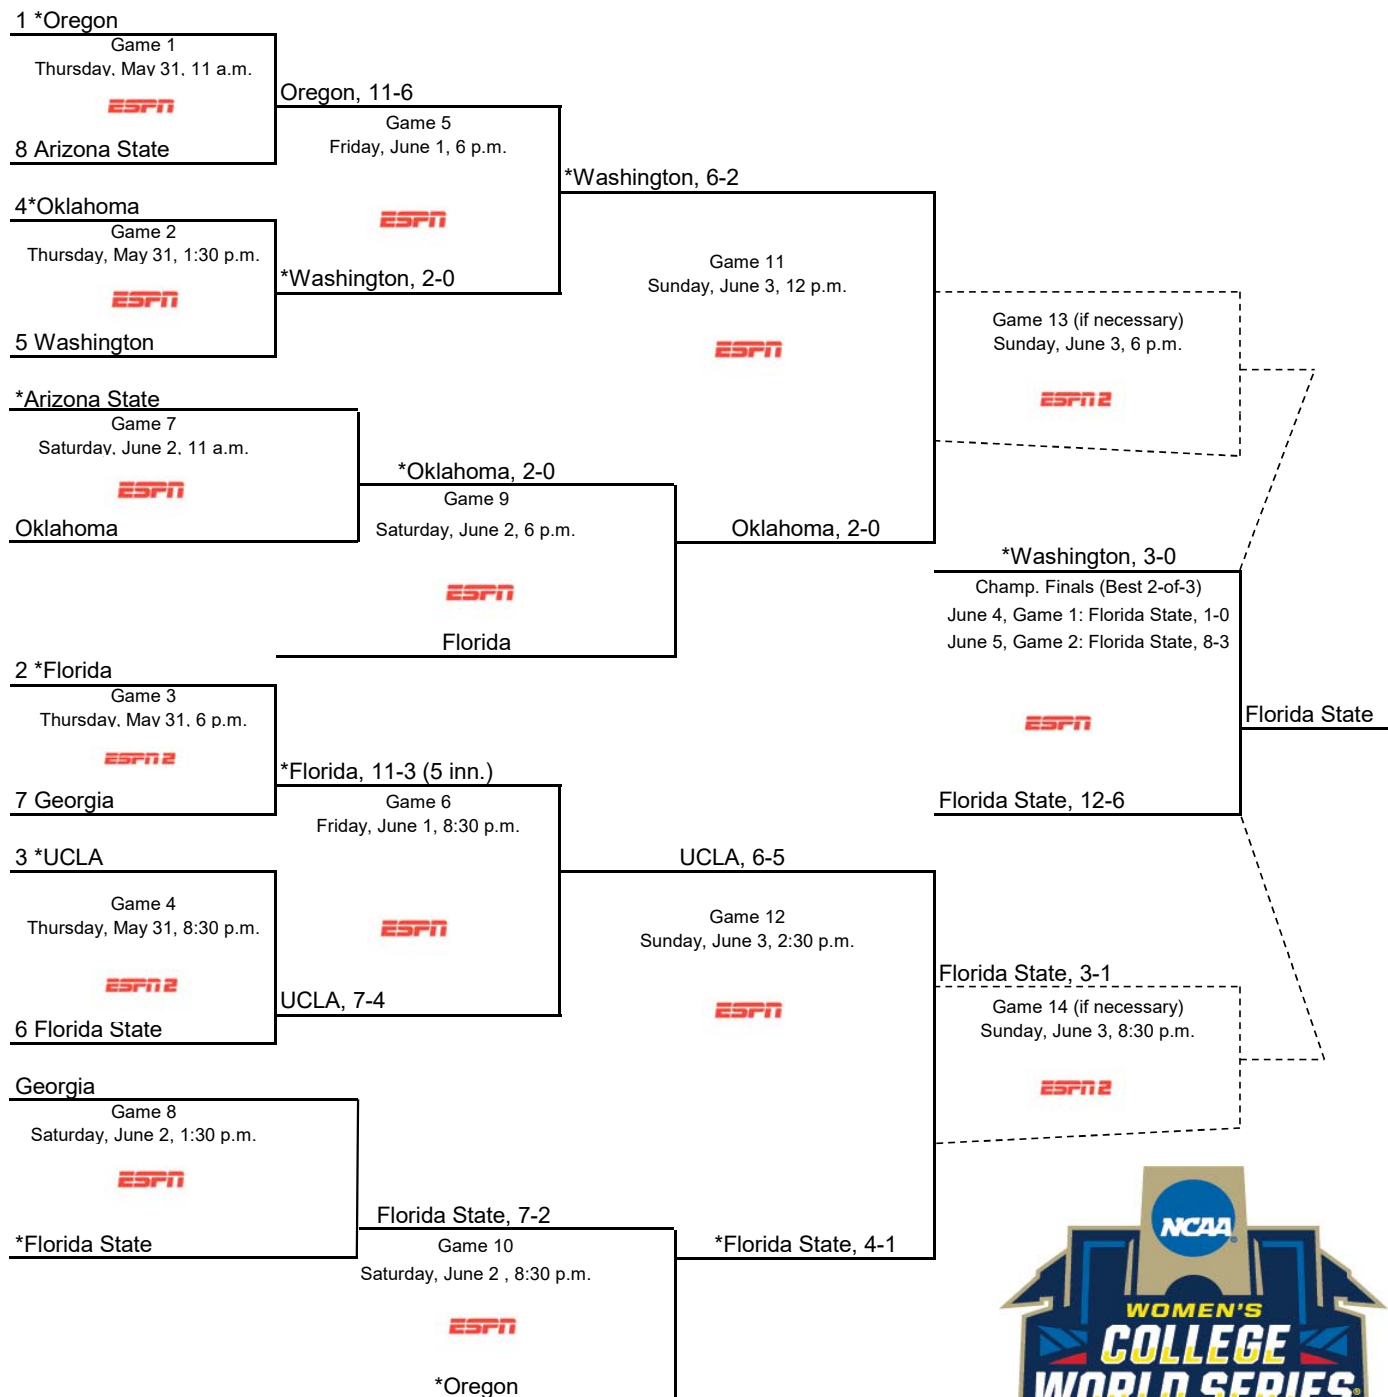 1 *Oregon
Game 1
Thursday, May 31, 11 a.m.
ESPN
8 Arizona State
Oregon, 11-6
Game 5
Friday, June 1, 6 p.m.
ESPN
*Washington, 2-0
4*Oklahoma
Game 2
Thursday, May 31, 1:30 p.m.
ESPN
5 Washington
*Washington, 6-2
Game 11
Sunday, June 3, 12 p.m.
ESPN
Oklahoma, 2-0
*Arizona State
Game 7
Saturday, June 2, 11 a.m.
ESPN
Oklahoma
*Oklahoma, 2-0
Game 9
Saturday, June 2, 6 p.m.
ESPN
Florida
Game 13 (if necessary)
Sunday, June 3, 6 p.m.
ESPN 2
*Washington, 3-0
Champ. Finals (Best 2-of-3)
June 4, Game 1: Florida State, 1-0
June 5, Game 2: Florida State, 8-3
ESPN
Florida State, 12-6
Florida State
2 *Florida
Game 3
Thursday, May 31, 6 p.m.
ESPN 2
7 Georgia
*Florida, 11-3 (5 inn.)
Game 6
Friday, June 1, 8:30 p.m.
ESPN
UCLA, 7-4
3 *UCLA
Game 4
Thursday, May 31, 8:30 p.m.
ESPN 2
6 Florida State
UCLA, 6-5
Game 12
Sunday, June 3, 2:30 p.m.
ESPN
*Florida State, 4-1
Florida State, 3-1
Game 14 (if necessary)
Sunday, June 3, 8:30 p.m.
ESPN 2
Georgia
Game 8
Saturday, June 2, 1:30 p.m.
ESPN
*Florida State
Florida State, 7-2
Game 10
Saturday, June 2 , 8:30 p.m.
ESPN
*Oregon
NCAA
WOMEN'S
COLLEGE
WORLD SERIES